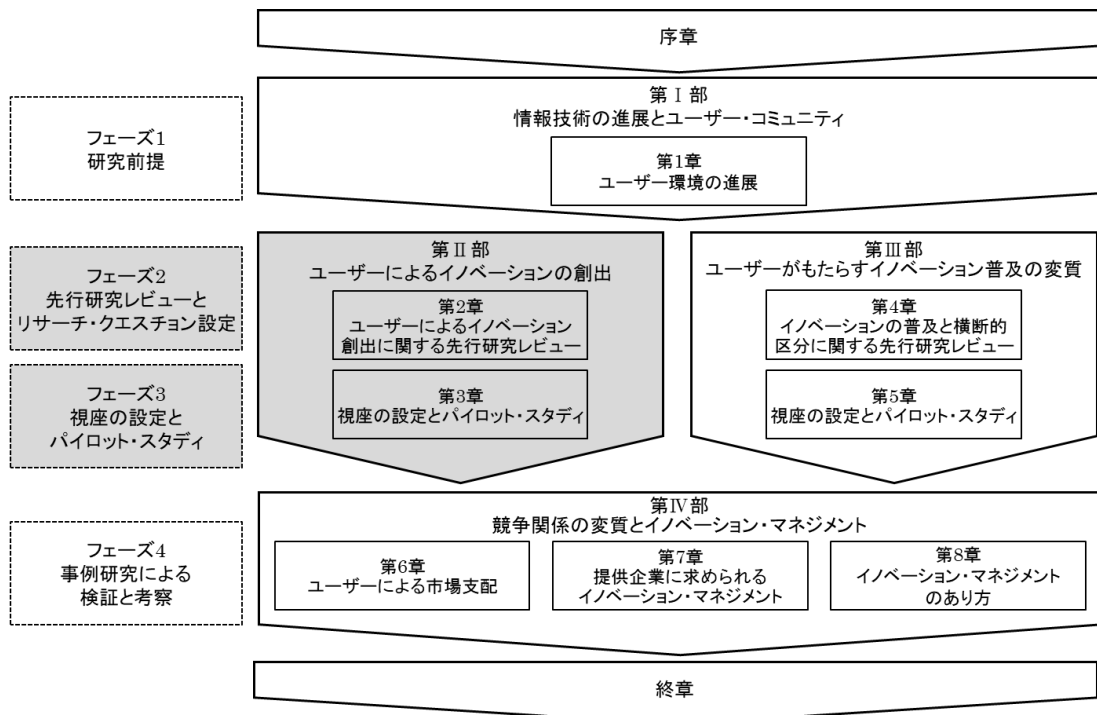 序章
第Ⅰ部
情報技術の進展とユーザー・コミュニティ
第1章
ユーザー環境の進展
フェーズ1
研究前提
フェーズ2
先行研究レビューと
リサーチ・クエスチョン設定
第Ⅱ部
ユーザーによるイノベーションの創出
第2章
ユーザーによるイノベーション
創出に関する先行研究レビュー
第Ⅲ部
ユーザーがもたらすイノベーション普及の変質
第4章
イノベーションの普及と横断的
区分に関する先行研究レビュー
フェーズ3
視座の設定と
パイロット・スタディ
第3章
視座の設定とパイロット・スタディ
第5章
視座の設定とパイロット・スタディ
フェーズ4
事例研究による
検証と考察
第Ⅳ部
競争関係の変質とイノベーション・マネジメント
第6章
ユーザーによる市場支配
第7章
提供企業に求められる
イノベーション・マネジメント
第8章
イノベーション・マネジメント
のあり方
終章